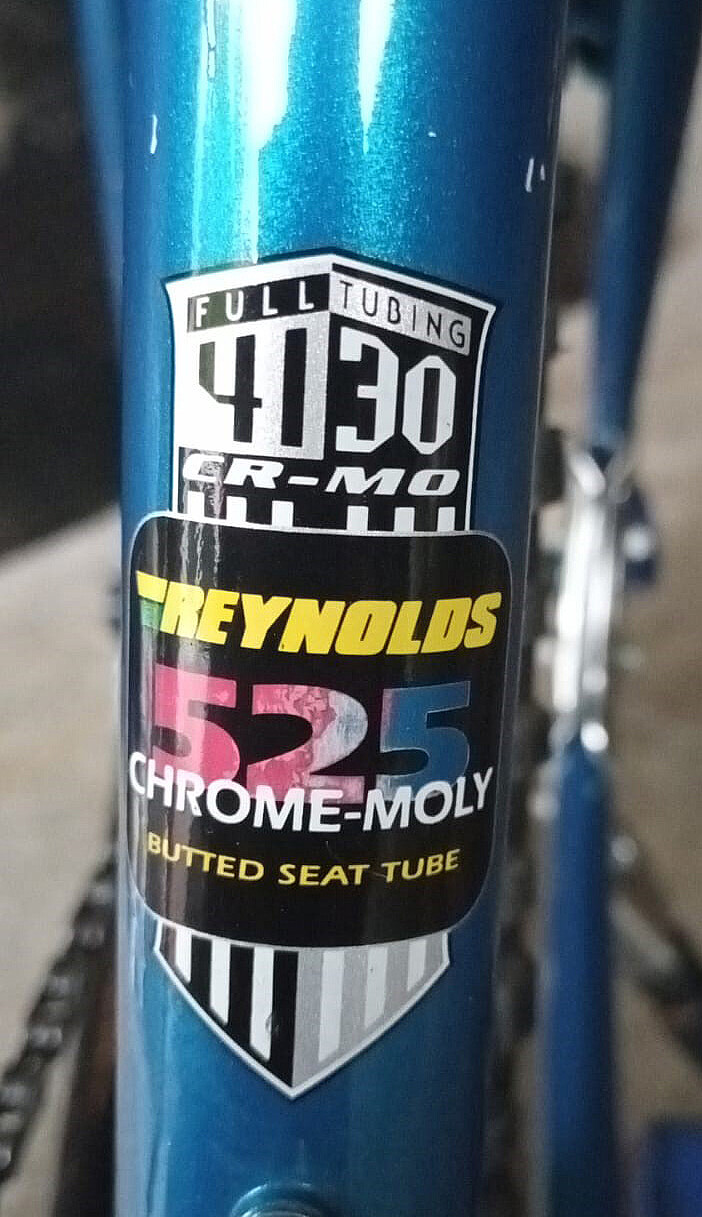 FULL TUBING
4130
CR-MO
REYNOLDS
525
CHROME-MOLY
BUTTED SEAT TUBE